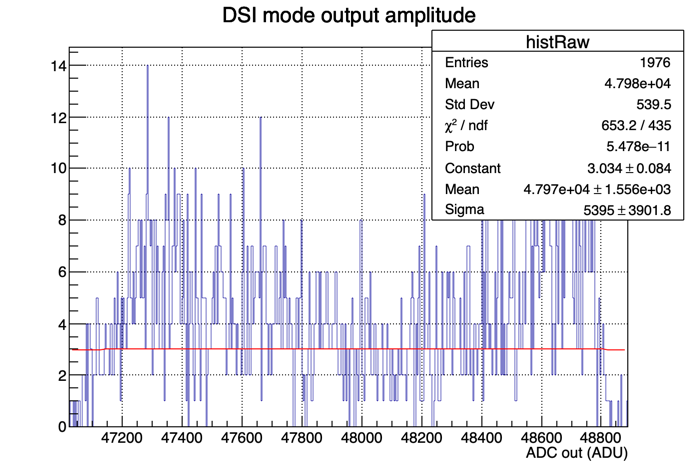 DSI mode output amplitude
histRaw
Entries 1976
Mean 4.798e+04
Std Dev 539.5
χ² / ndf 653.2 / 435
Prob 5.478e−11
Constant 3.034 ± 0.084
Mean 4.797e+04 ± 1.556e+03
Sigma 5395 ± 3901.8
14
12
10
8
6
4
2
0
47200 47400 47600 47800 48000 48200 48400 48600 48800
ADC out (ADU)